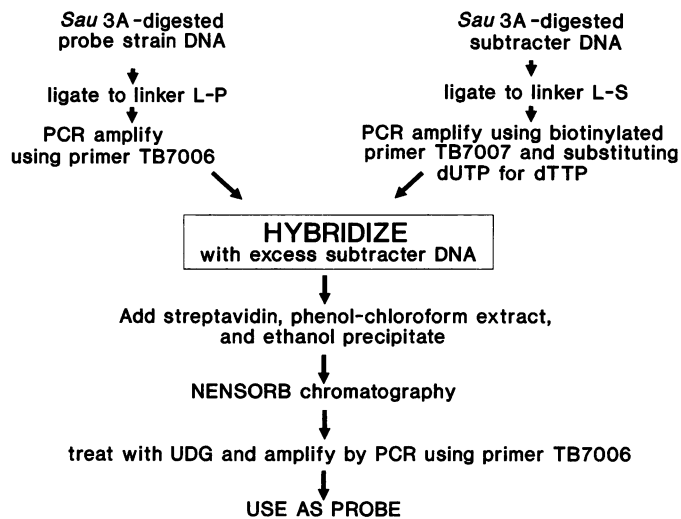 Sau 3A-digested
probe strain DNA
ligate to linker L-P
PCR amplify
using primer TB7006
Sau 3A-digested
subtracter DNA
ligate to linker L-S
PCR amplify using biotinylated
primer TB7007 and substituting
dUTP for dTTP
HYBRIDIZE
with excess subtracter DNA
Add streptavidin, phenol-chloroform extract,
and ethanol precipitate
NENSORB chromatography
treat with UDG and amplify by PCR using primer TB7006
USE AS PROBE